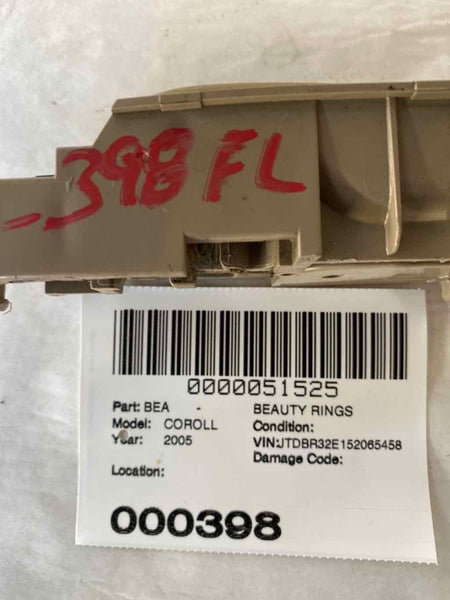 -398 FL
0000051525
Part: BEA - BEAUTY RINGS
Model: COROLL Condition:
Year: 2005 VIN:JTDBR32E152065458
Damage Code:
Location:
000398